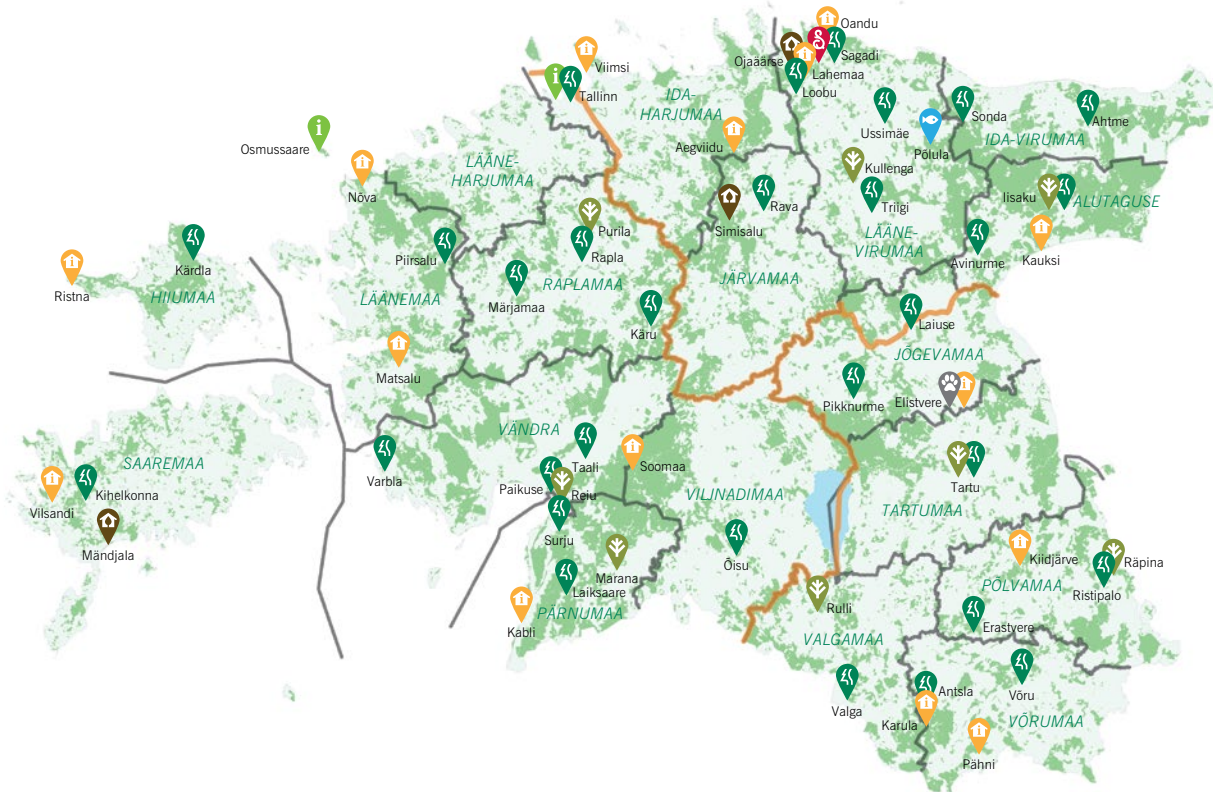 Oandu
Sagadi
Ojaäärse
Lahemaa
Loobu
Viimsi
Tallinn
IDA-
HARJUMAA
Ussimäe
Sonda
Ahtme
Osmussaare
Aegviidu
Põlula
IDA-VIRUMAA
LÄÄNE-
HARJUMAA
Kullenga
Nõva
Iisaku
ALUTAGUSE
Rava
Triigi
Purila
Simisalu
LÄÄNE-
VIRUMAA
Piirsalu
Rapla
Avinurme
Kauksi
Kärdla
Ristna
HIIUMAA
LÄÄNEMAA
Märjamaa
RAPLAMAA
JÄRVAMAA
Käru
Laiuse
JÕGEVAMAA
Matsalu
Pikknurme
Elistvere
VÄNDRA
Taali
Soomaa
SAAREMAA
Varbla
Paikuse
Reiu
VILJNADIMAA
Tartu
Kihelkonna
Vilsandi
Surju
TARTUMAA
Mändjala
Õisu
Kiidjärve
Räpina
Marana
Laiksaare
PÕLVAMAA
Ristipalo
Kabli
PÄRNUMAA
Rulli
Erastvere
VALGAMAA
Antsla
Võru
Valga
Karula
VÕRUMAA
Pähni